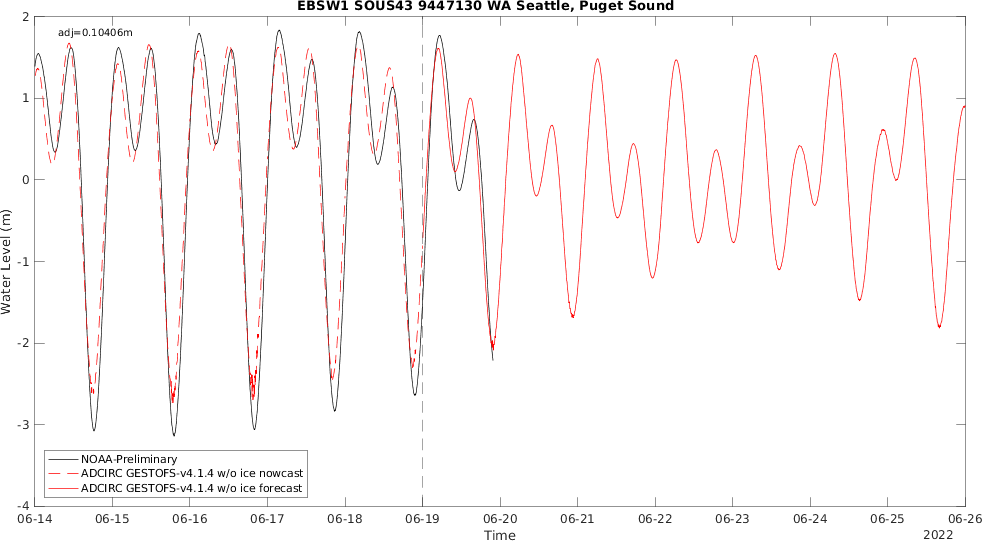 EBSW1 SOUS43 9447130 WA Seattle, Puget Sound
adj=0.10406m
2
1
0
-1
-2
-3
-4
Water Level (m)
NOAA-Preliminary
ADCIRC GESTOFS-v4.1.4 w/o ice nowcast
ADCIRC GESTOFS-v4.1.4 w/o ice forecast
06-14 06-15 06-16 06-17 06-18 06-19 06-20 06-21 06-22 06-23 06-24 06-25 06-26
Time
2022